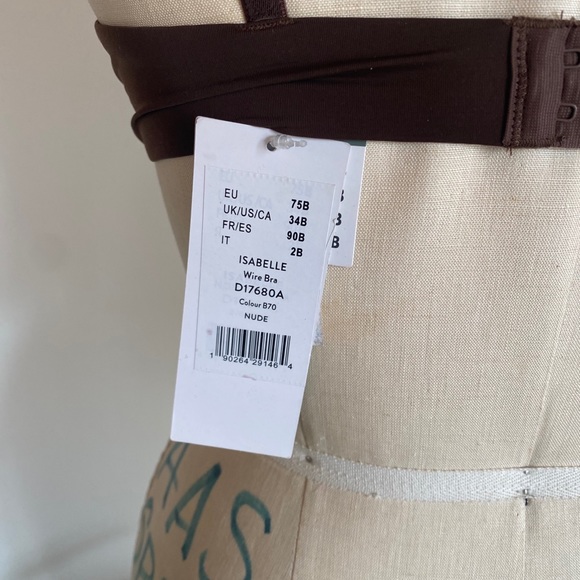 EU 75B
UK/US/CA 34B
FR/ES 90B
IT 2B
ISABELLE
Wire Bra
D17680A
Colour B70
NUDE
1 90264 29146 4
B
B
B
AAS